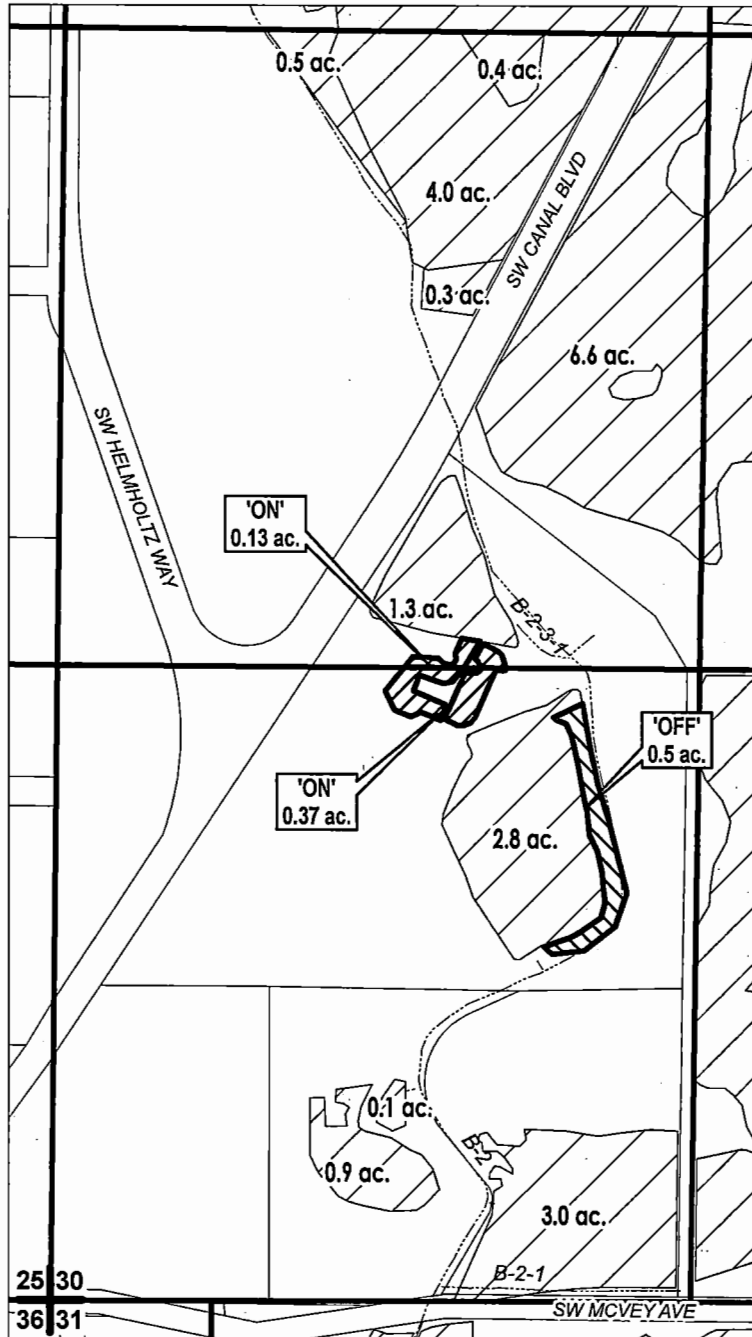 0.5 ac.
0.4 ac.
4.0 ac.
SW CANAL BLVD
0.3 ac.
6.6 ac.
SW HELMHOLTZ WAY
'ON'
0.13 ac.
1.3 ac.
B-2-3-1
'OFF'
0.5 ac.
'ON'
0.37 ac.
2.8 ac.
0.1 ac.
B-2
0.9 ac.
3.0 ac.
B-2-1
25 30
36 31
SW MCVEY AVE